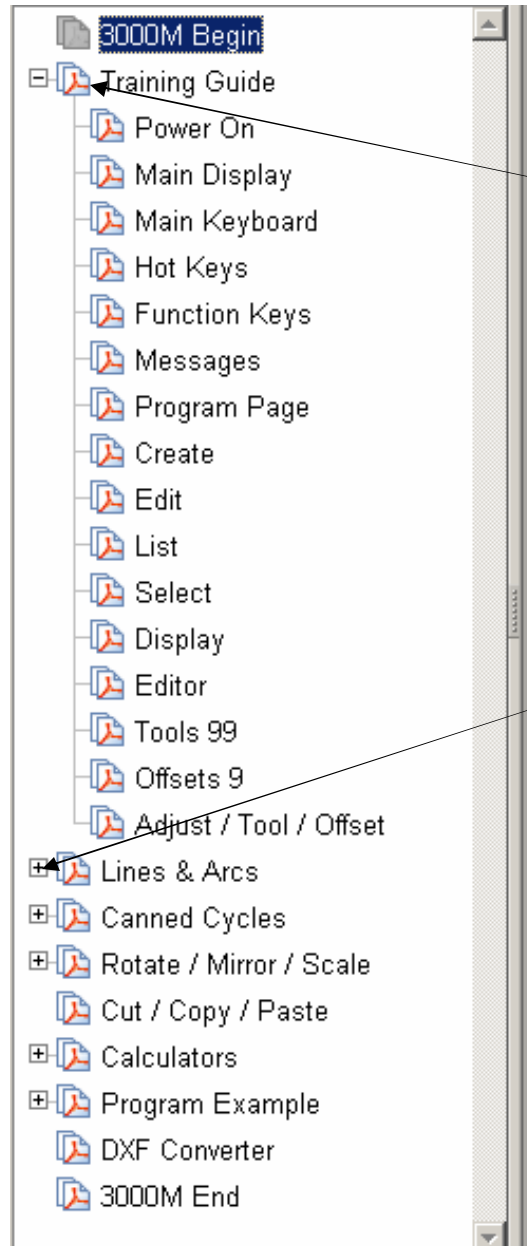 3000M Begin
Training Guide
Power On
Main Display
Main Keyboard
Hot Keys
Function Keys
Messages
Program Page
Create
Edit
List
Select
Display
Editor
Tools 99
Offsets 9
Adjust / Tool / Offset
Lines & Arcs
Canned Cycles
Rotate / Mirror / Scale
Cut / Copy / Paste
Calculators
Program Example
DXF Converter
3000M End